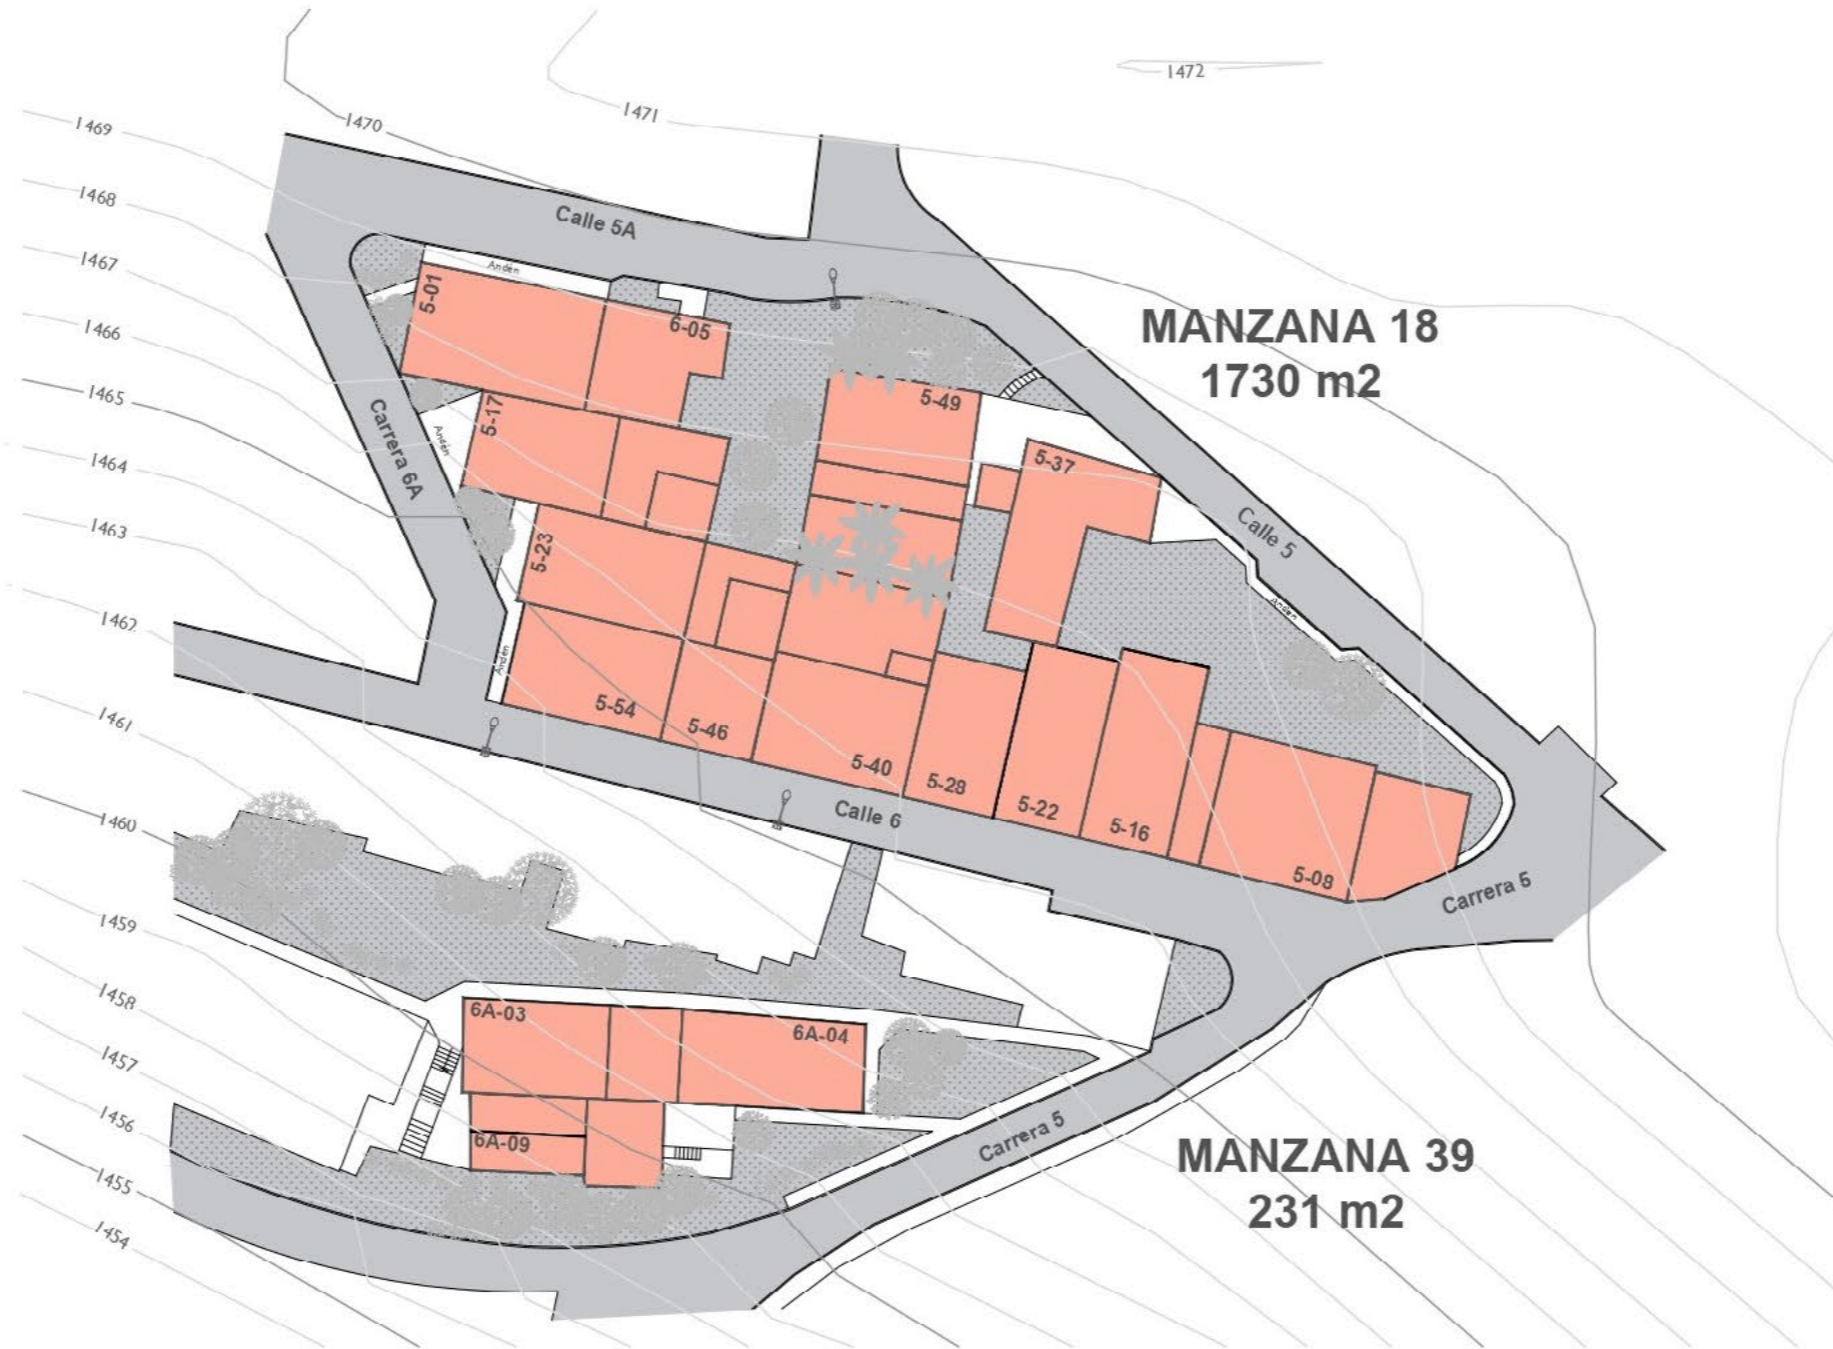 1472
1471
1470
1469
1468
1467
1466
1465
1464
1463
1462
1461
1460
1459
1458
1457
1456
1455
1454
Calle 5A
Andén
5-01
6-05
MANZANA 18
1730 m2
5-17
Andén
Carrera 6A
5-49
5-37
Calle 5
Andén
5-23
Andén
5-54
5-46
5-40
5-28
5-22
5-16
5-08
Calle 6
Carrera 5
6A-03
6A-04
6A-09
Carrera 5
MANZANA 39
231 m2